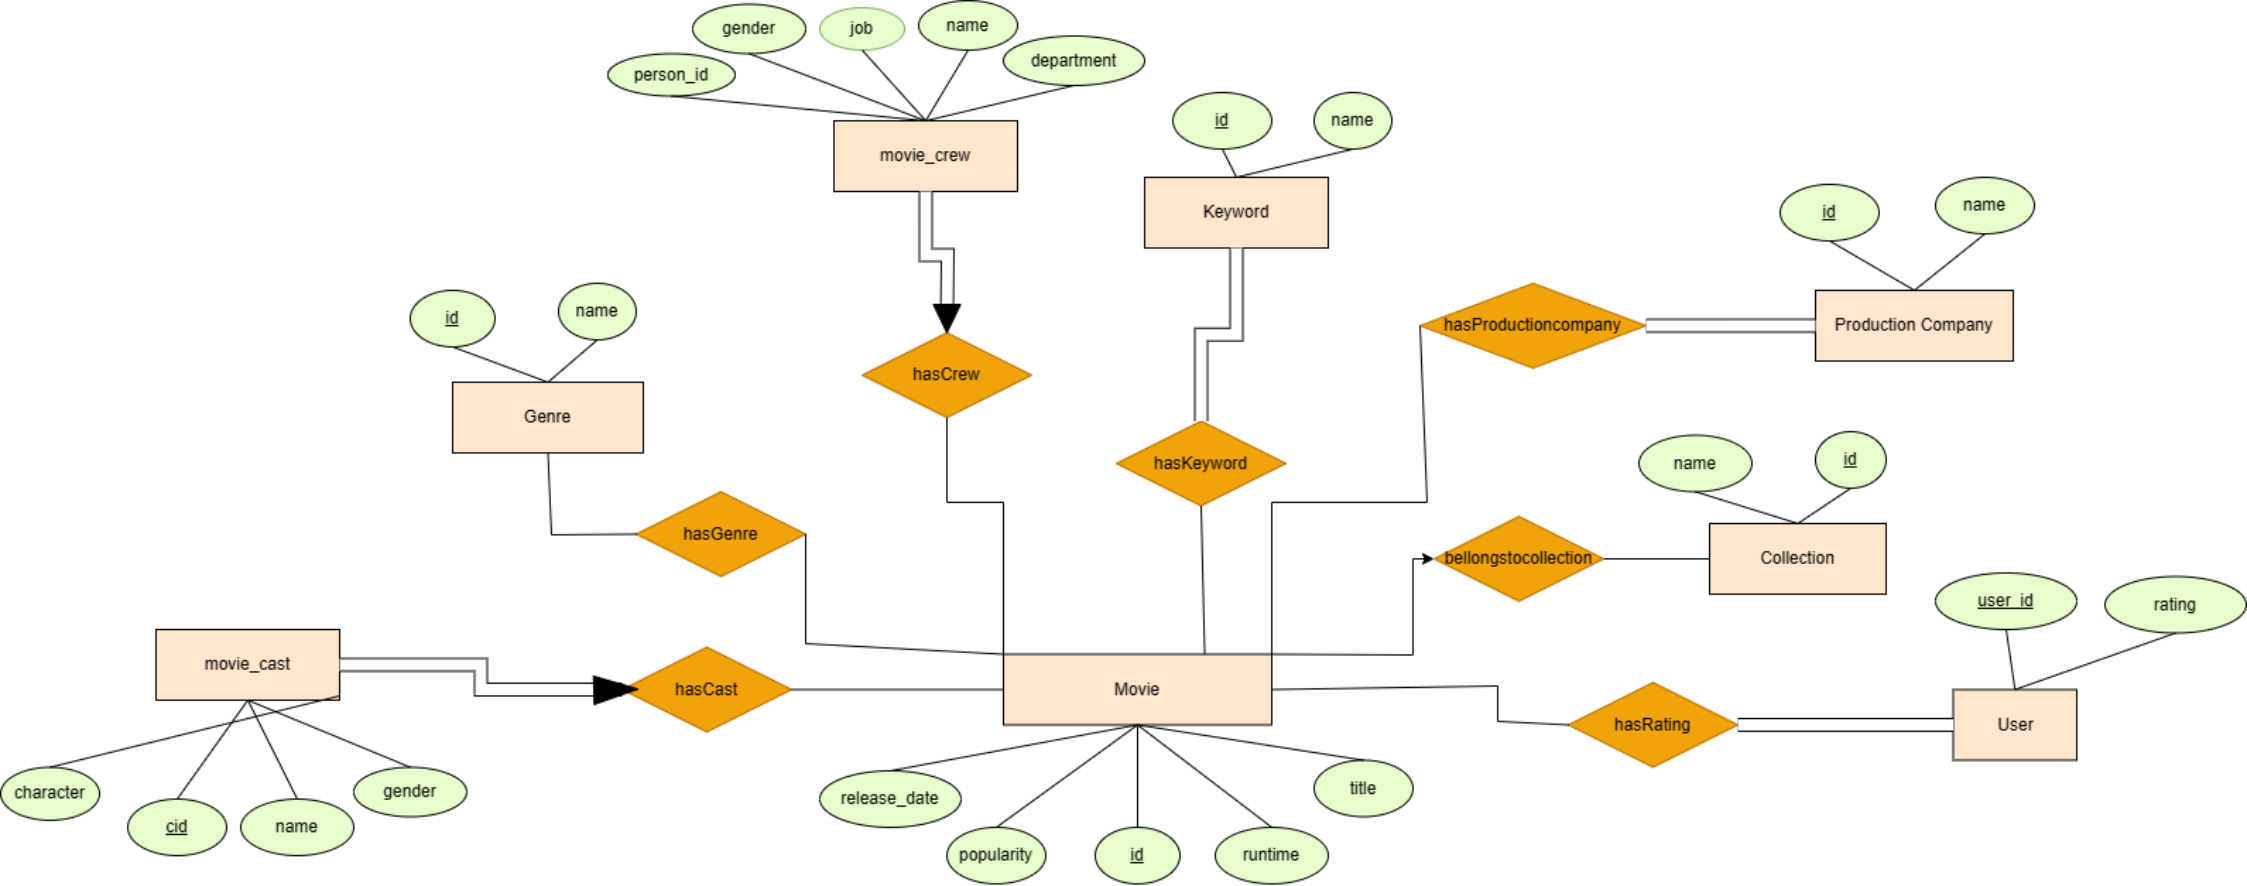 gender
job
name
department
person_id
movie_crew
id
name
Keyword
id
name
Production Company
hasProductioncompany
id
name
Genre
hasCrew
hasKeyword
name
id
Collection
bellongstocollection
hasGenre
user_id
rating
movie_cast
hasCast
Movie
hasRating
User
character
cid
name
gender
release_date
popularity
id
runtime
title